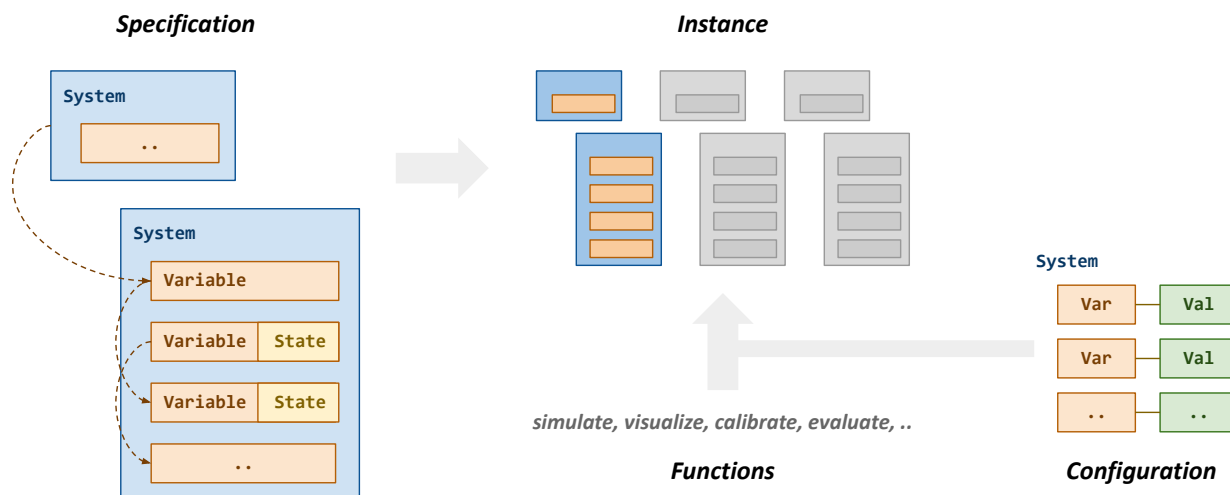 Specification
Instance
System
..
System
Variable
Variable State
Variable State
..
System
Var Val
Var Val
.. ..
simulate, visualize, calibrate, evaluate, ..
Functions
Configuration